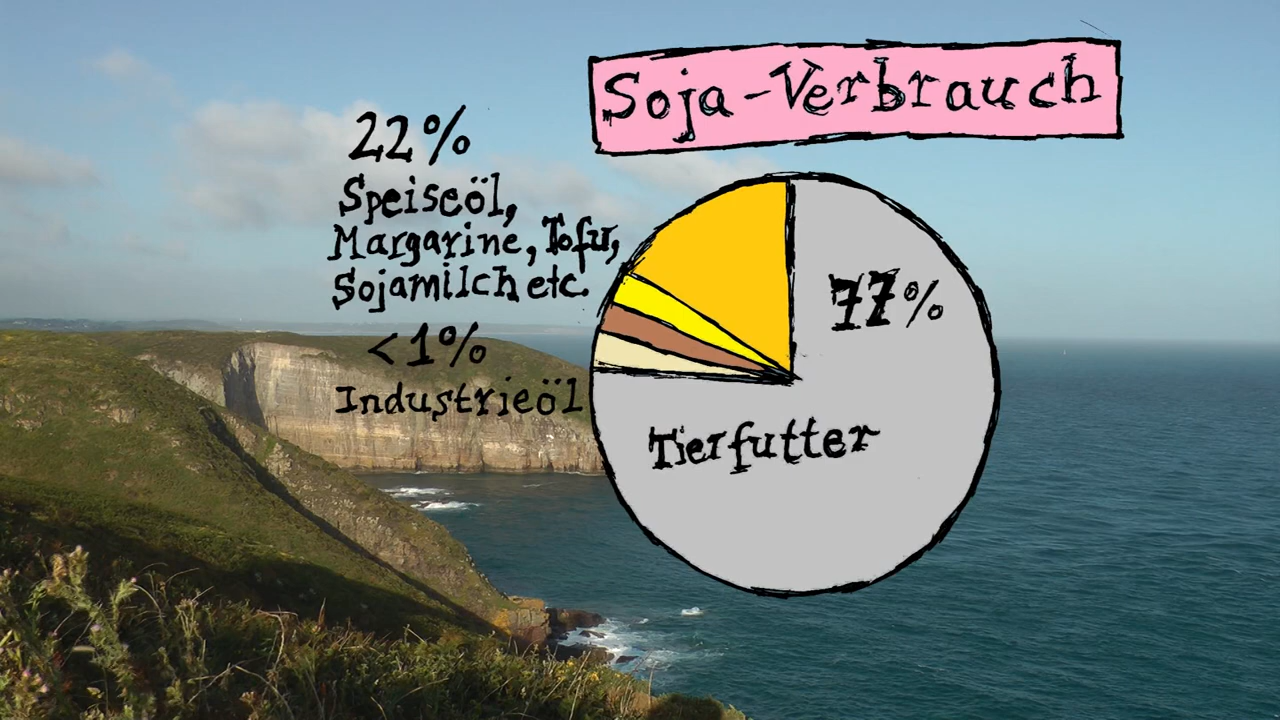 Soja-Verbrauch
22%
Speiseöl,
Margarine, Tofu,
Sojamilch etc.
<1%
Industrieöl
77%
Tierfutter